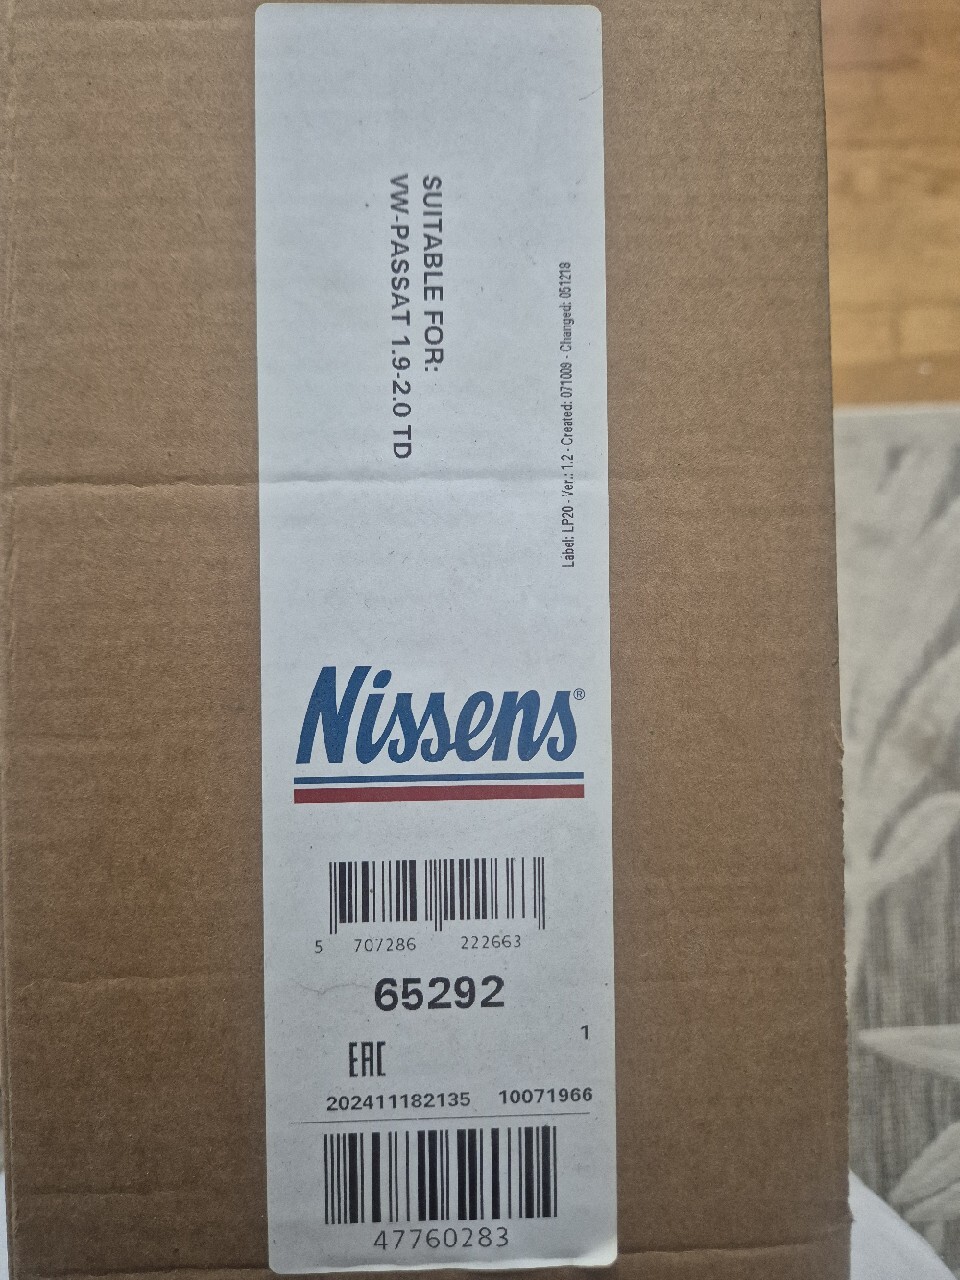 SUITABLE FOR:
VW-PASSAT 1.9-2.0 TD
Label: LP20 - Ver.: 1.2 - Created: 071009 - Changed: 051218
Nissens®
5 707286 222663
65292
1
EAC
202411182135 10071966
47760283